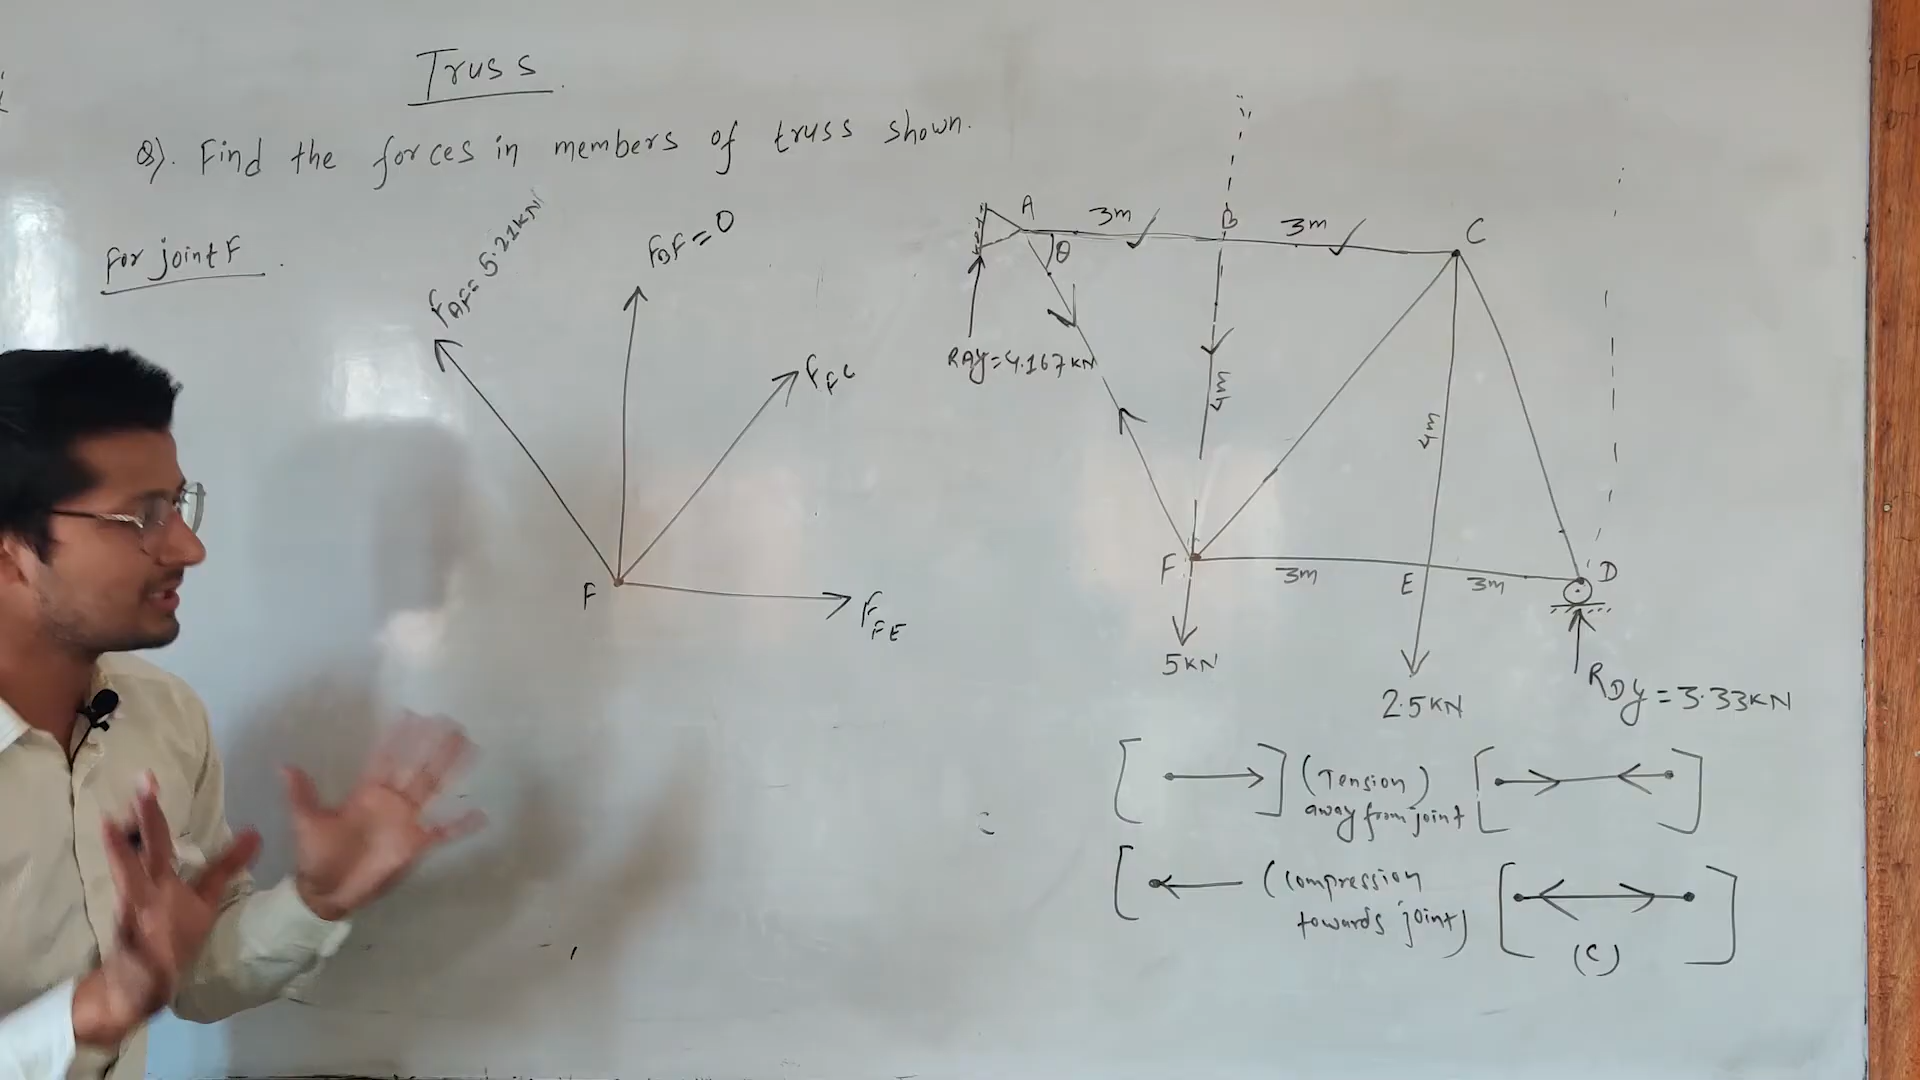 Truss
Q). Find the forces in members of truss shown.
for joint F
FAF = 5.21KN
FBF = 0
FFC
FFE
F
A
3m
B
3m
C
θ
RAy = 4.167KN
4m
4m
F
3m
E
3m
D
5KN
2.5KN
RDy = 3.33KN
(Tension)
away from joint
(Compression
towards joint)
(C)